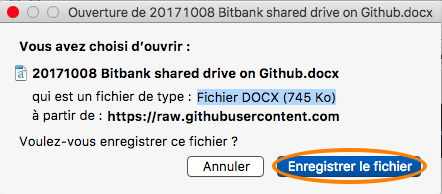 Ouverture de 20171008 Bitbank shared drive on Github.docx
Vous avez choisi d'ouvrir :
20171008 Bitbank shared drive on Github.docx
qui est un fichier de type : Fichier DOCX (745 Ko)
à partir de : https://raw.githubusercontent.com
Voulez-vous enregistrer ce fichier ?
Annuler Enregistrer le fichier